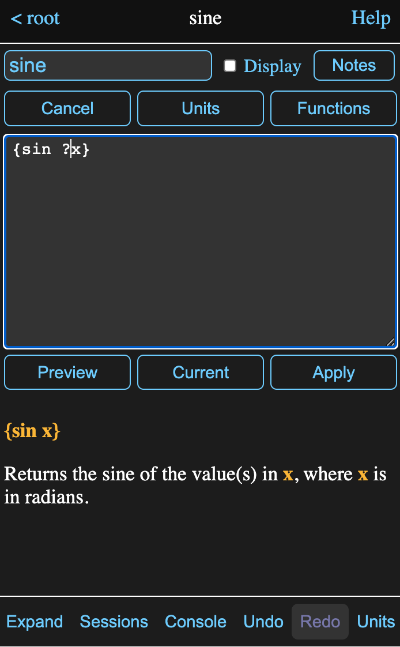 < root sine Help
sine Display Notes
Cancel Units Functions
{sin ?x}
Preview Current Apply
{sin x}
Returns the sine of the value(s) in x, where x is
in radians.
Expand Sessions Console Undo Redo Units